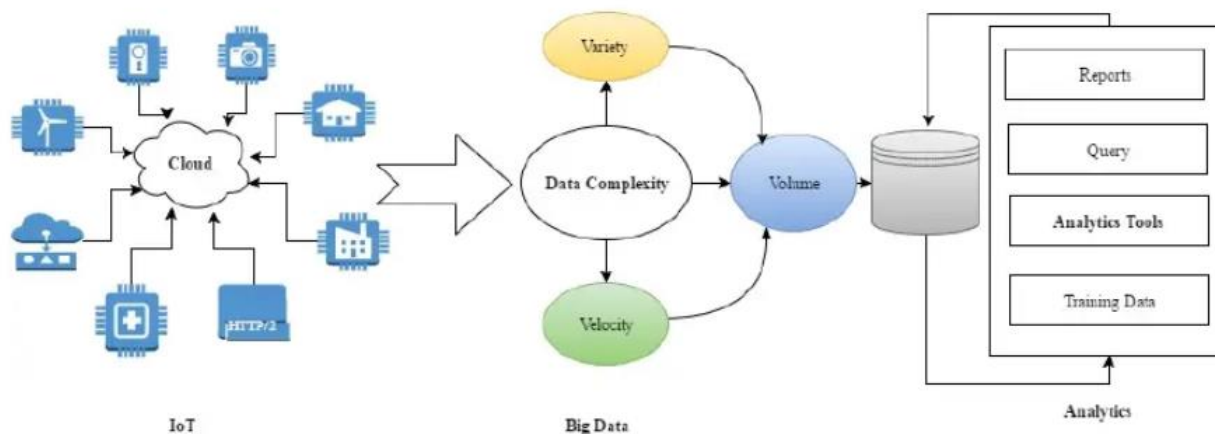 Cloud
HTTP/2
IoT
Variety
Data Complexity
Volume
Velocity
Big Data
Reports
Query
Analytics Tools
Training Data
Analytics